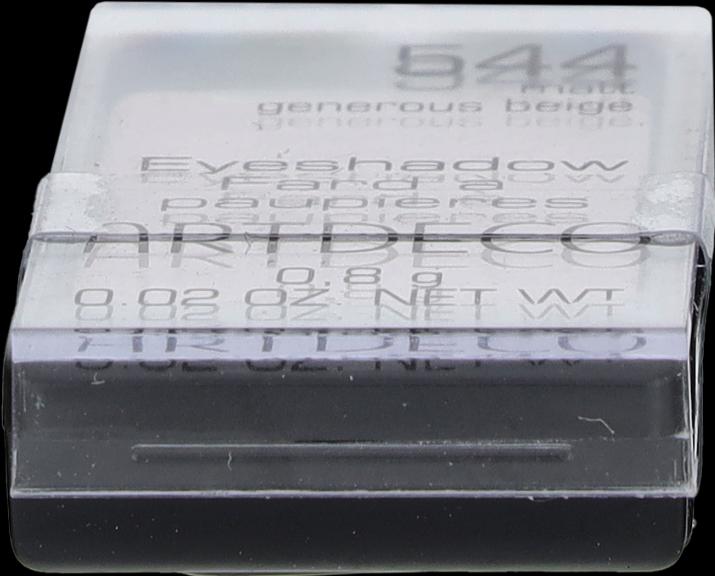 544
matt
generous beige
Eyeshadow
Fard à
paupières
ARTDECO
0,8 g
0.02 OZ. NET WT